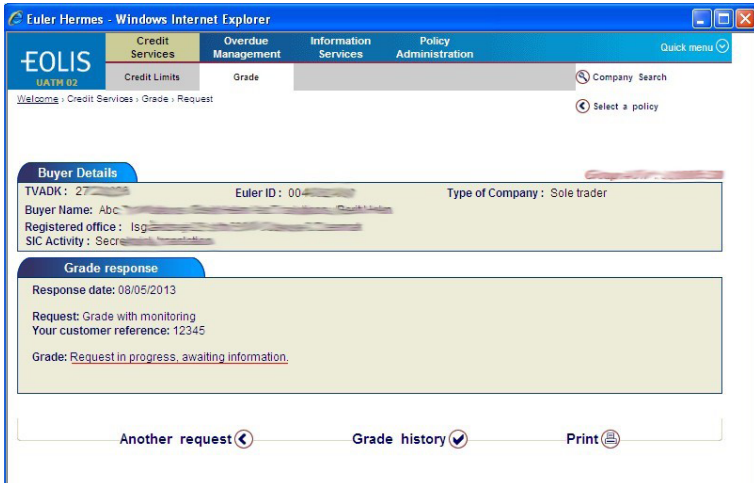 Euler Hermes - Windows Internet Explorer
EOLIS
UATM 02
Credit Services
Overdue Management
Information Services
Policy Administration
Quick menu
Credit Limits
Grade
Company Search
Welcome › Credit Services › Grade › Request
Select a policy
Buyer Details
TVADK : 27 Euler ID : 004 Type of Company : Sole trader
Buyer Name: Abc
Registered office :
SIC Activity :
Grade response
Response date: 08/05/2013
Request: Grade with monitoring
Your customer reference: 12345
Grade: Request in progress, awaiting information.
Another request Grade history Print